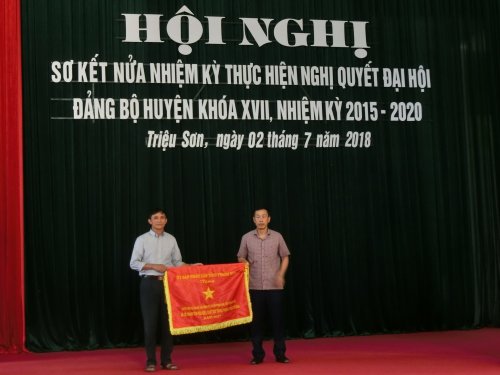 HỘI NGHỊ
SƠ KẾT NỬA NHIỆM KỲ THỰC HIỆN NGHỊ QUYẾT ĐẠI HỘI
ĐẢNG BỘ HUYỆN KHÓA XVII, NHIỆM KỲ 2015 - 2020
Triệu Sơn, ngày 02 tháng 7 năm 2018